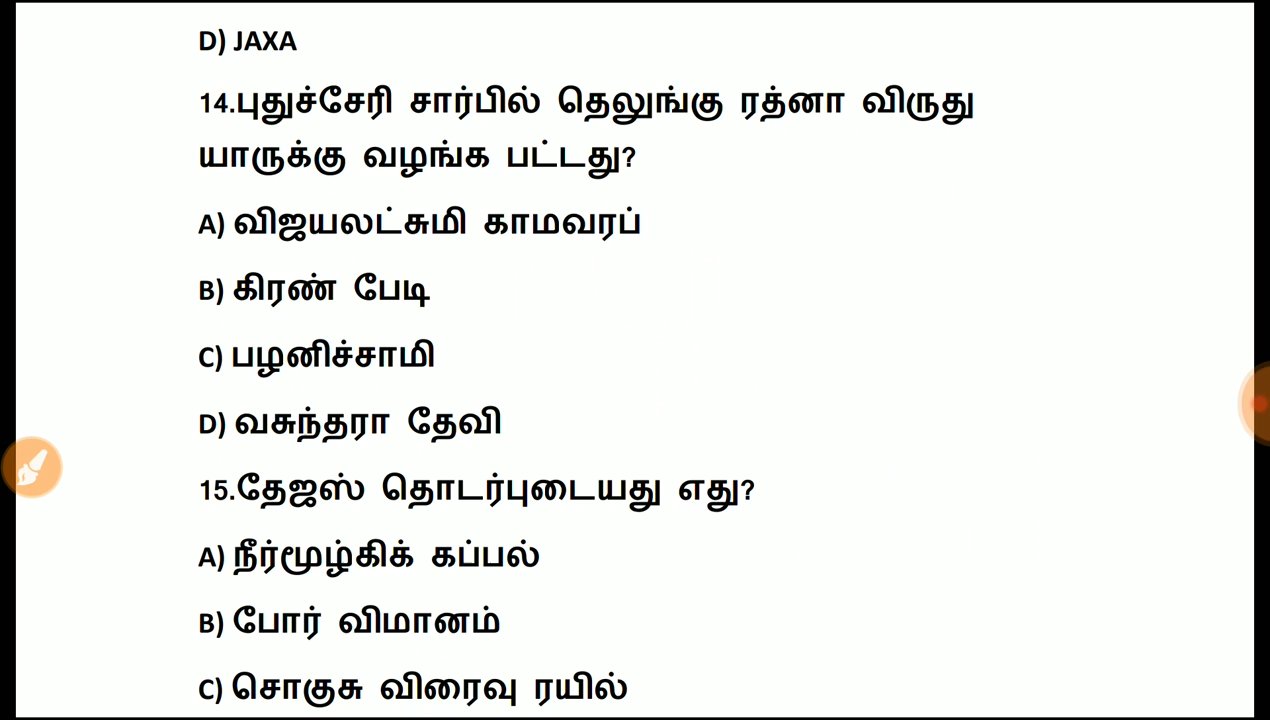 D) JAXA
14.புதுச்சேரி சார்பில் தெலுங்கு ரத்னா விருது
யாருக்கு வழங்க பட்டது?
A) விஜயலட்சுமி காமவரப்
B) கிரண் பேடி
C) பழனிச்சாமி
D) வசுந்தரா தேவி
15.தேஜஸ் தொடர்புடையது எது?
A) நீர்மூழ்கிக் கப்பல்
B) போர் விமானம்
C) சொகுசு விரைவு ரயில்